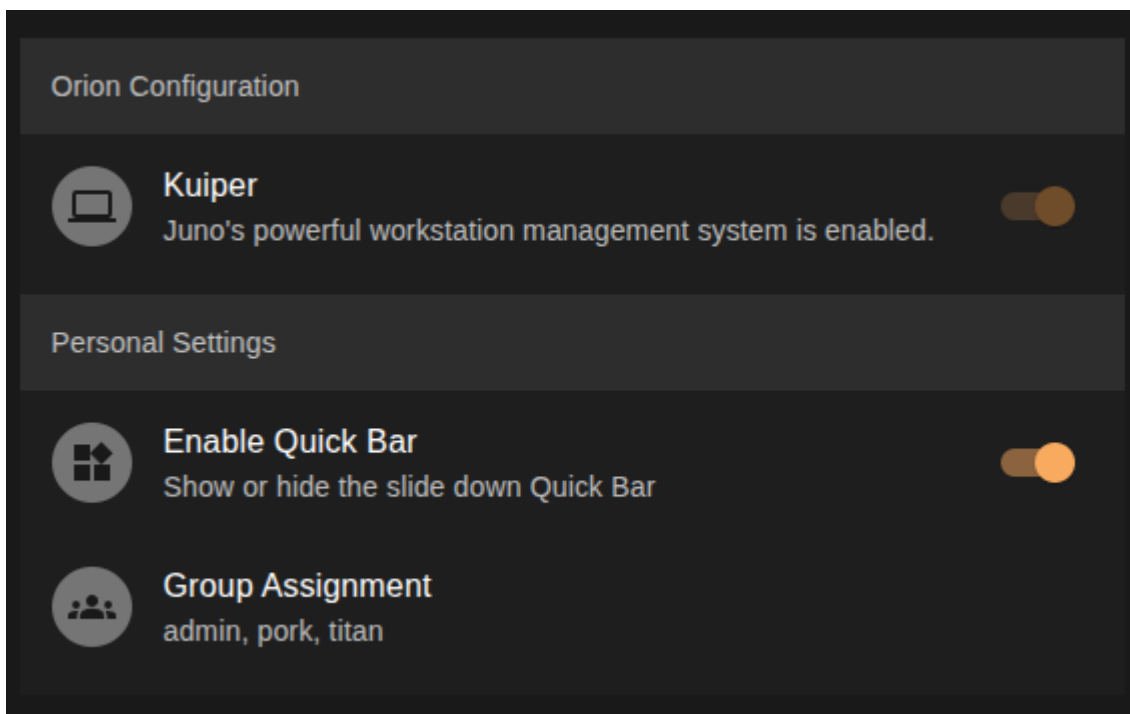 Orion Configuration
Kuiper
Juno's powerful workstation management system is enabled.
Personal Settings
Enable Quick Bar
Show or hide the slide down Quick Bar
Group Assignment
admin, pork, titan